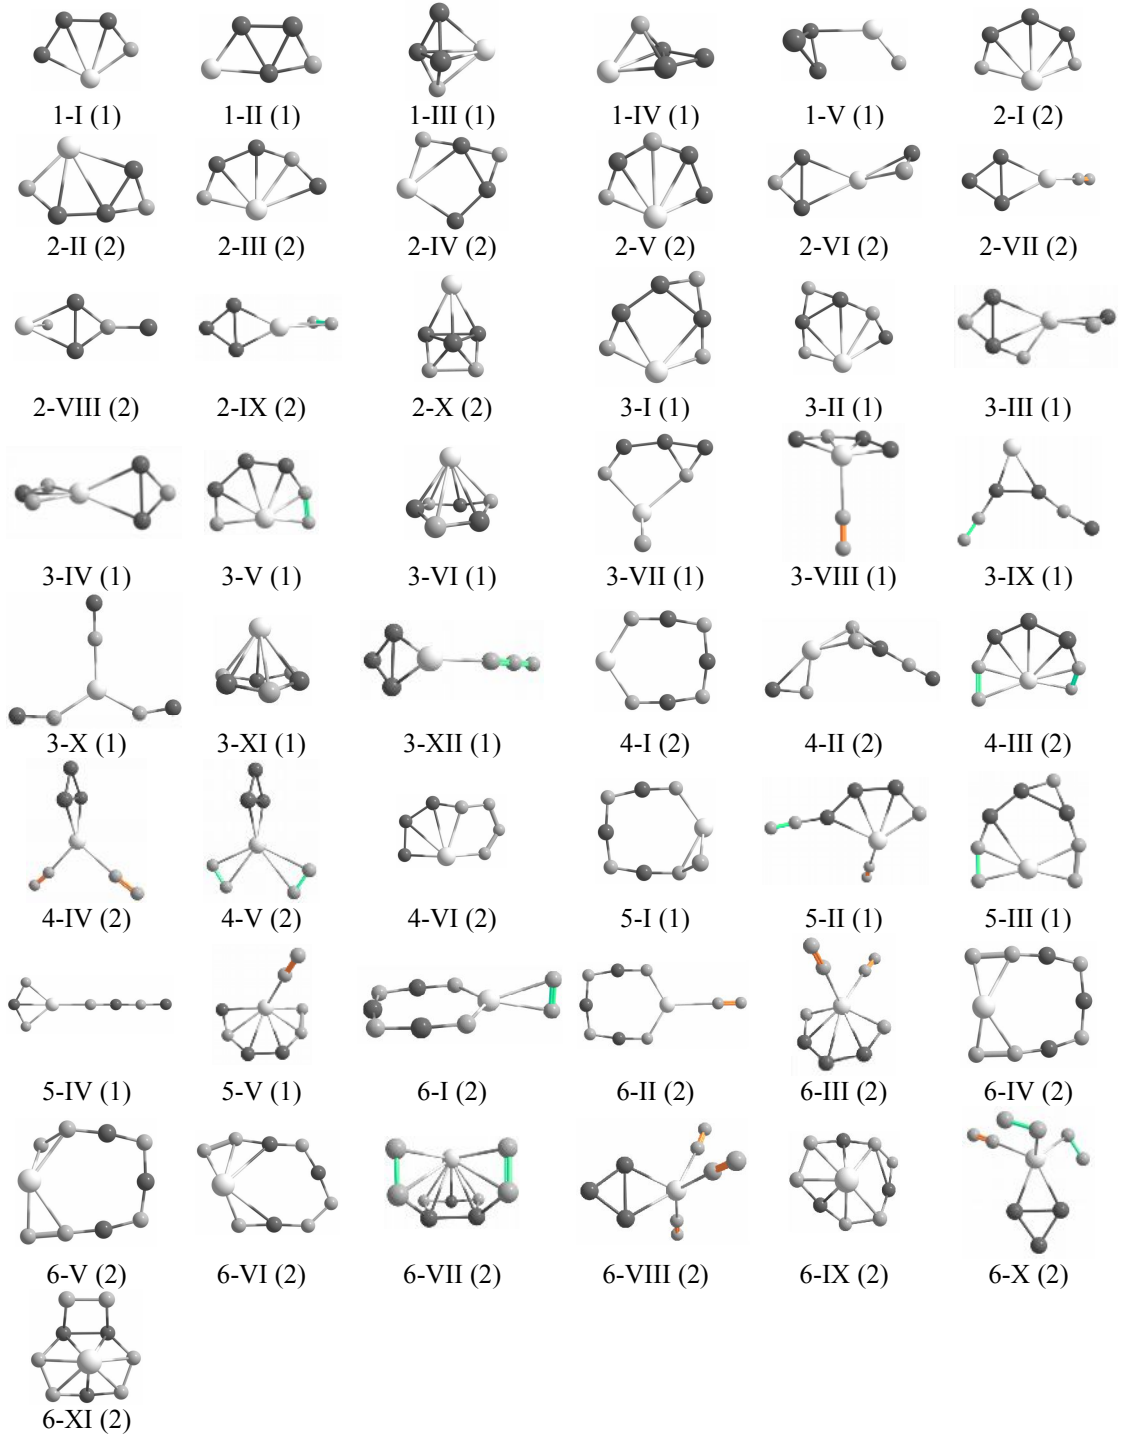 1-I (1) 1-II (1) 1-III (1) 1-IV (1) 1-V (1) 2-I (2)
2-II (2) 2-III (2) 2-IV (2) 2-V (2) 2-VI (2) 2-VII (2)
2-VIII (2) 2-IX (2) 2-X (2) 3-I (1) 3-II (1) 3-III (1)
3-IV (1) 3-V (1) 3-VI (1) 3-VII (1) 3-VIII (1) 3-IX (1)
3-X (1) 3-XI (1) 3-XII (1) 4-I (2) 4-II (2) 4-III (2)
4-IV (2) 4-V (2) 4-VI (2) 5-I (1) 5-II (1) 5-III (1)
5-IV (1) 5-V (1) 6-I (2) 6-II (2) 6-III (2) 6-IV (2)
6-V (2) 6-VI (2) 6-VII (2) 6-VIII (2) 6-IX (2) 6-X (2)
6-XI (2)